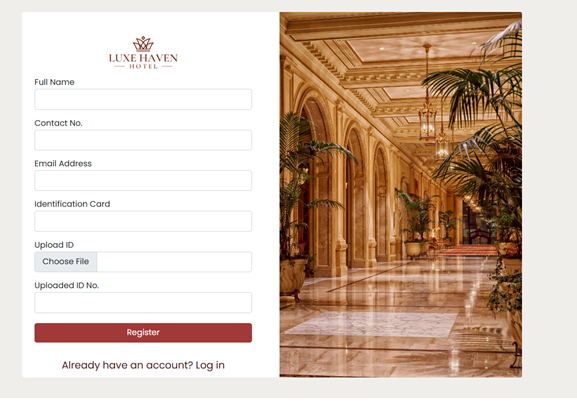 LUXE HAVEN
HOTEL
Full Name
Contact No.
Email Address
Identification Card
Upload ID
Choose File
Uploaded ID No.
Register
Already have an account? Log in